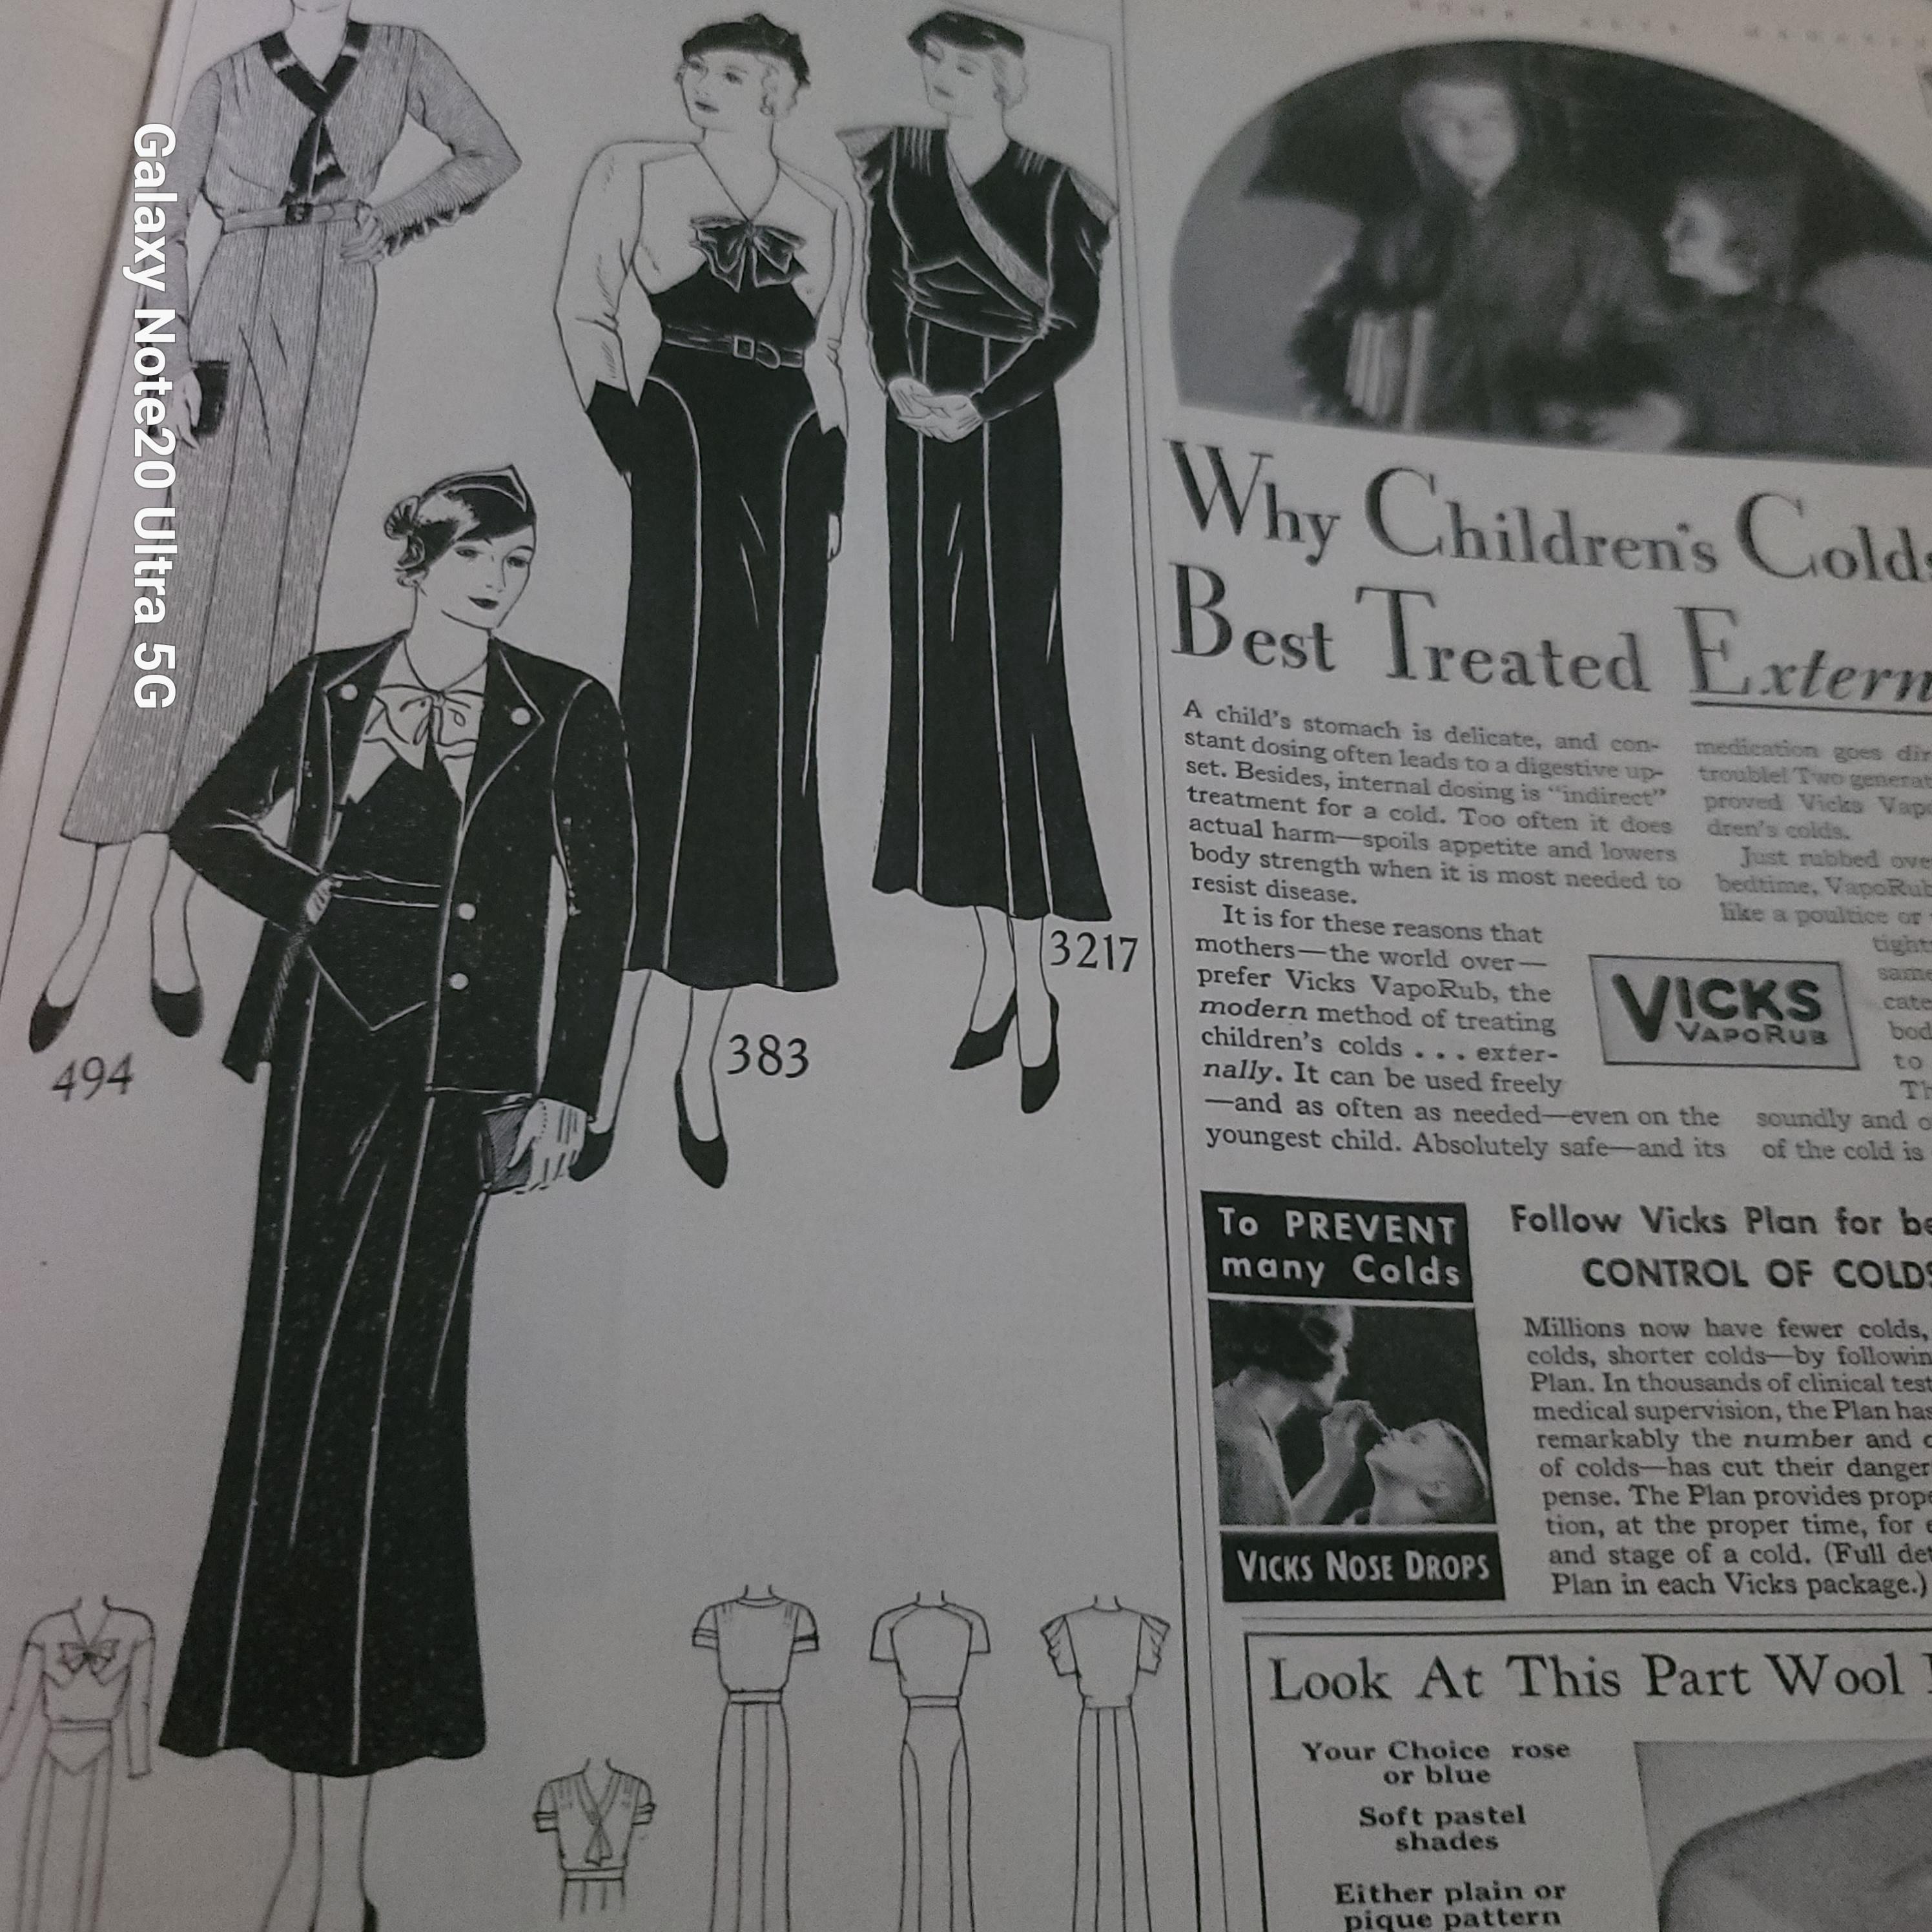 Galaxy Note20 Ultra 5G
494
383
3217
Why Children's Colds
Best Treated
A child's stomach is delicate, and con-
stant dosing often leads to a digestive up-
set. Besides, internal dosing is "indirect"
treatment for a cold. Too often it does
actual harm—spoils appetite and lowers
body strength when it is most needed to
resist disease.
It is for these reasons that
mothers—the world over—
prefer Vicks VapoRub, the
modern method of treating
children's colds . . . exter-
nally. It can be used freely
—and as often as needed—even on the
youngest child. Absolutely safe—and its
medication goes
trouble! Two
proved Vicks
dren's colds.
Just rubbed
bedtime, VapoRub
like a poultice or
VICKS
VAPORUB
to
soundly and
of the cold is
To PREVENT
many Colds
VICKS NOSE DROPS
Follow Vicks Plan for
CONTROL OF COLDS
Millions now have fewer colds,
colds, shorter colds—by
Plan. In thousands of clinical
medical supervision, the Plan has
remarkably the number and
of colds—has cut their
pense. The Plan provides
tion, at the proper time, for
and stage of a cold. (Full
Plan in each Vicks package.)
Look At This Part Wool
Your Choice rose
or blue
Soft pastel
shades
Either plain or
pique pattern